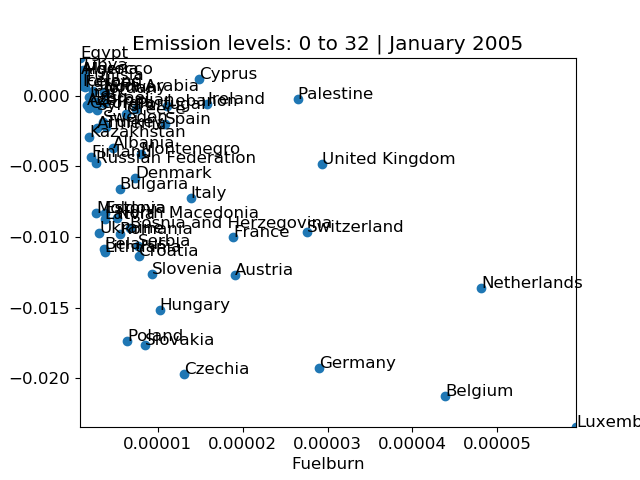 Emission levels: 0 to 32 | January 2005
Egypt
Cyprus
Palestine
0.000
Ireland
Lebanon
Spain
Sweden
Armenia
Kazakhstan
Albania
Montenegro
Finland
Russian Federation
United Kingdom
−0.005
Denmark
Bulgaria
Italy
Estonia
North Macedonia
Bosnia and Herzegovina
Switzerland
Ukraine
Romania
France
−0.010
Serbia
Belarus
Lithuania
Croatia
Slovenia
Austria
Netherlands
−0.015
Hungary
Poland
Slovakia
Germany
Czechia
−0.020
Belgium
Luxemb
0.00001
0.00002
0.00003
0.00004
0.00005
Fuelburn